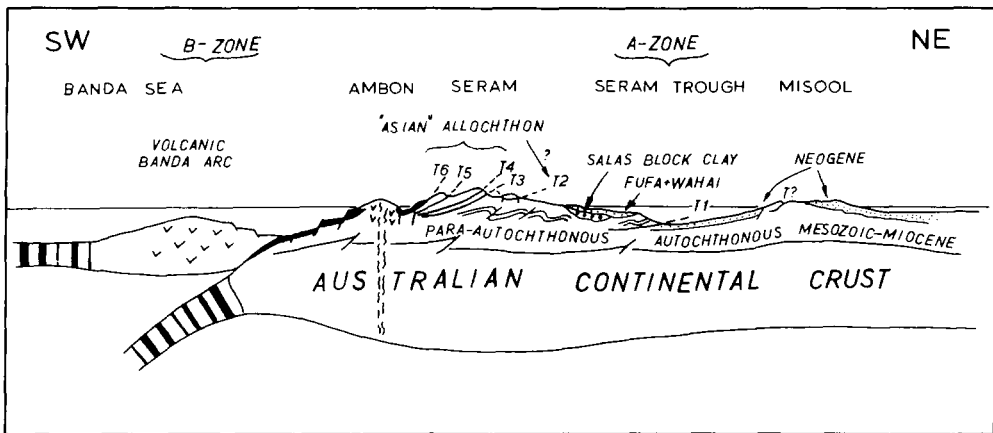 SW
B-ZONE
A-ZONE
NE
BANDA SEA
AMBON
SERAM
SERAM TROUGH
MISOOL
"ASIAN" ALLOCHTHON
?
VOLCANIC
BANDA ARC
SALAS BLOCK CLAY
FUFA+WAHAI
NEOGENE
T6
T5
T4
T3
T2
T1
T?
PARA-AUTOCHTHONOUS
AUTOCHTHONOUS
MESOZOIC-MIOCENE
AUSTRALIAN CONTINENTAL CRUST